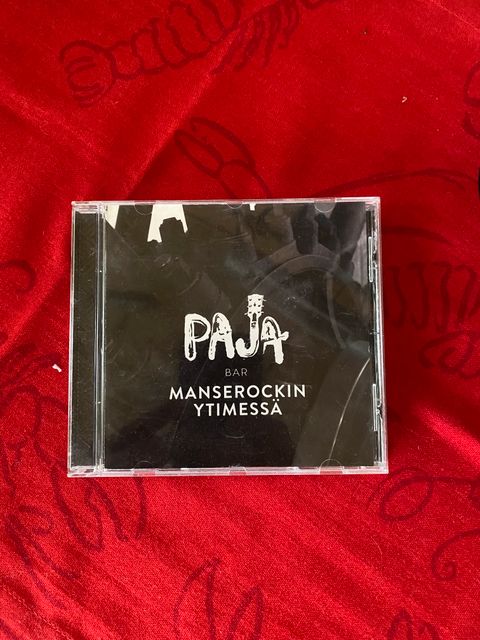 PAJA
BAR
MANSEROCKIN
YTIMESSÄ